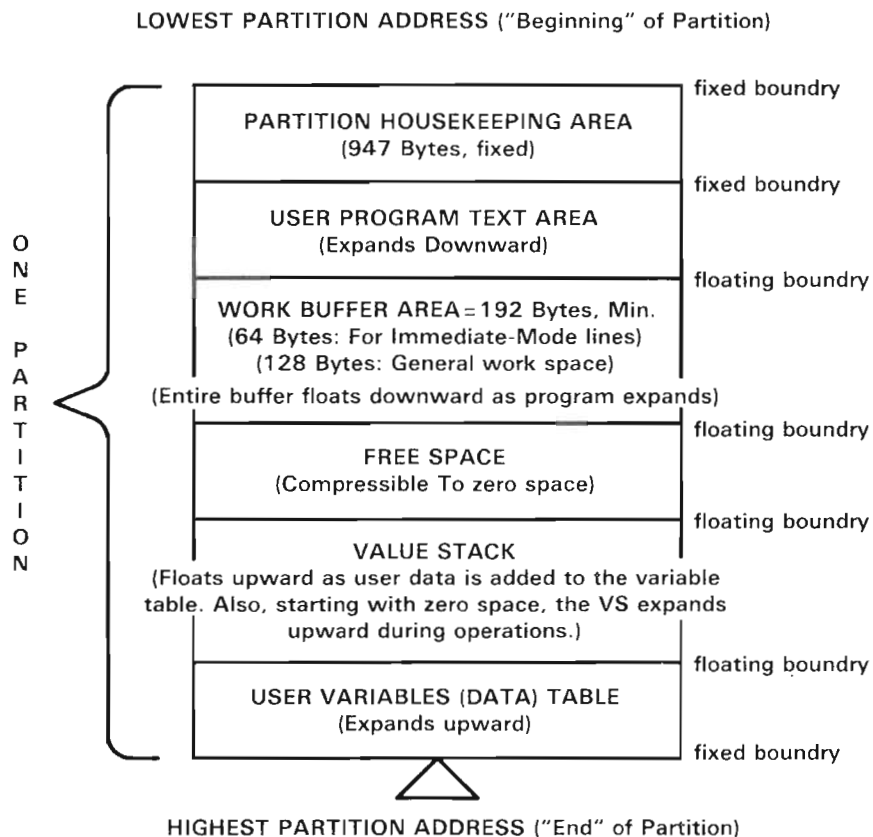 LOWEST PARTITION ADDRESS ("Beginning" of Partition)
fixed boundry
PARTITION HOUSEKEEPING AREA
(947 Bytes, fixed)
fixed boundry
USER PROGRAM TEXT AREA
(Expands Downward)
floating boundry
WORK BUFFER AREA = 192 Bytes, Min.
(64 Bytes: For Immediate-Mode lines)
(128 Bytes: General work space)
(Entire buffer floats downward as program expands)
floating boundry
FREE SPACE
(Compressible To zero space)
floating boundry
VALUE STACK
(Floats upward as user data is added to the variable
table. Also, starting with zero space, the VS expands
upward during operations.)
floating boundry
USER VARIABLES (DATA) TABLE
(Expands upward)
fixed boundry
ONE PARTITION
HIGHEST PARTITION ADDRESS ("End" of Partition)